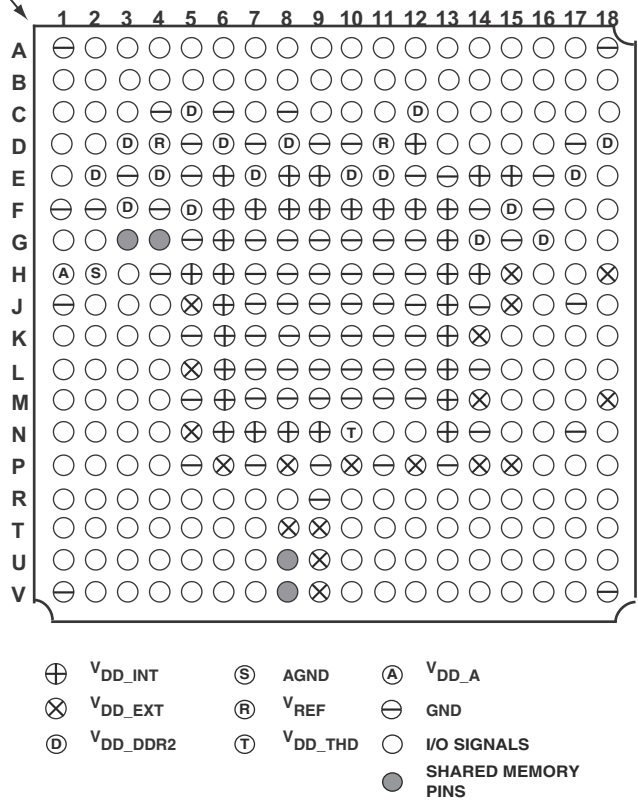 1 2 3 4 5 6 7 8 9 10 11 12 13 14 15 16 17 18
A
B
C D D
D D R D D R D
E D D D D D D
F D D D
G D D
H A S
J
K
L
M
N T
P
R
T
U
V
VDD_INT S AGND A VDD_A
VDD_EXT R VREF GND
D VDD_DDR2 T VDD_THD I/O SIGNALS
SHARED MEMORY
PINS